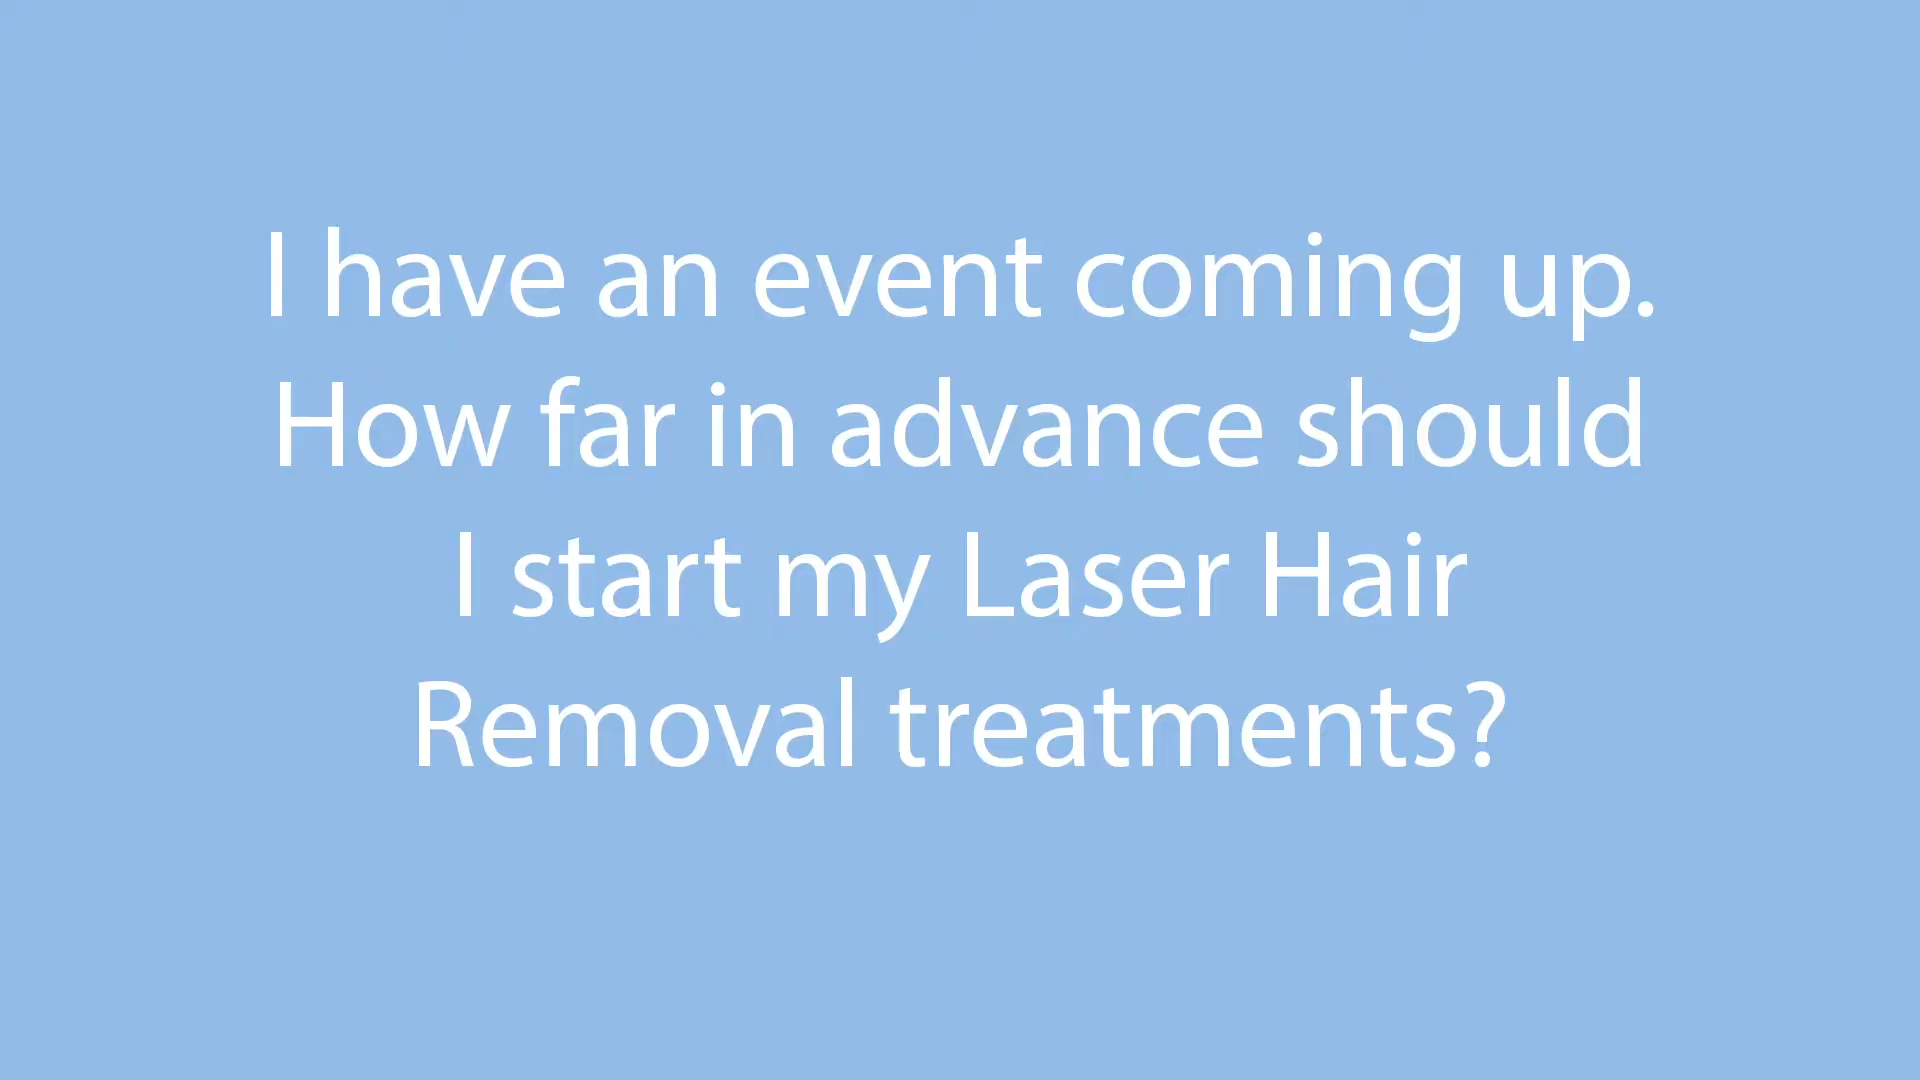 I have an event coming up.
How far in advance should
I start my Laser Hair
Removal treatments?